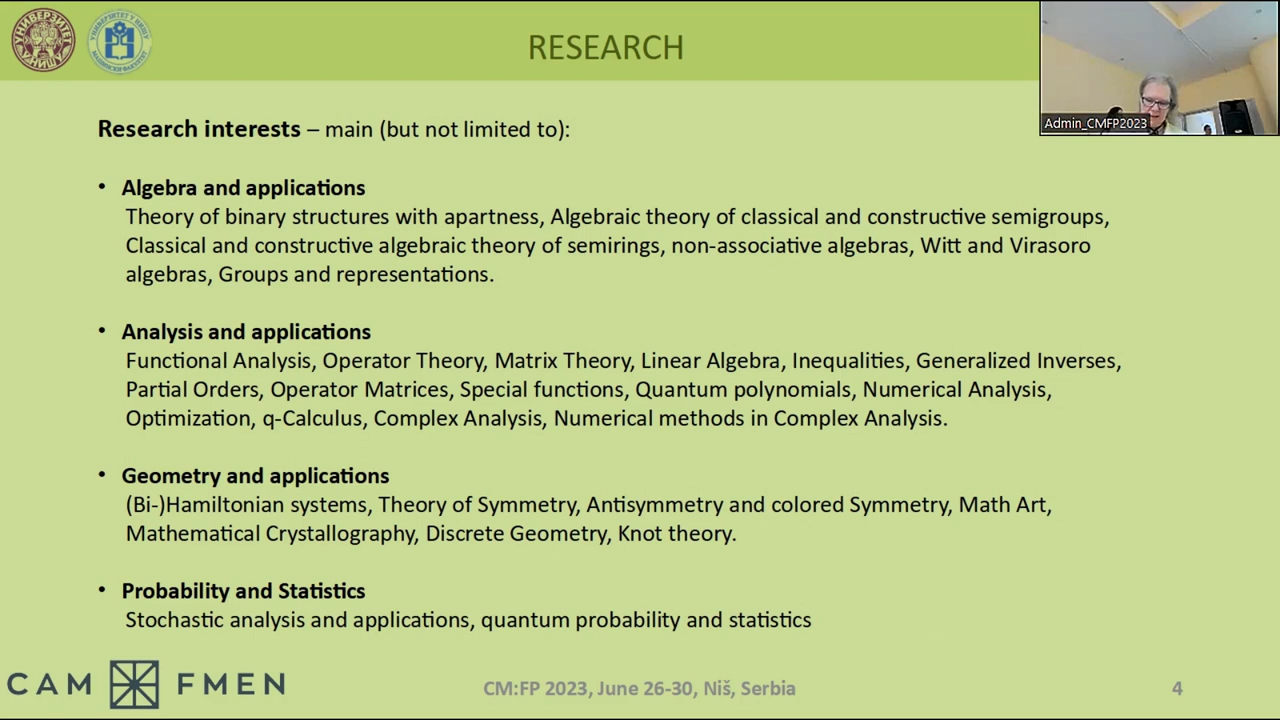 RESEARCH
Admin_CMFP2023
Research interests – main (but not limited to):
• Algebra and applications
Theory of binary structures with apartness, Algebraic theory of classical and constructive semigroups,
Classical and constructive algebraic theory of semirings, non-associative algebras, Witt and Virasoro
algebras, Groups and representations.
• Analysis and applications
Functional Analysis, Operator Theory, Matrix Theory, Linear Algebra, Inequalities, Generalized Inverses,
Partial Orders, Operator Matrices, Special functions, Quantum polynomials, Numerical Analysis,
Optimization, q-Calculus, Complex Analysis, Numerical methods in Complex Analysis.
• Geometry and applications
(Bi-)Hamiltonian systems, Theory of Symmetry, Antisymmetry and colored Symmetry, Math Art,
Mathematical Crystallography, Discrete Geometry, Knot theory.
• Probability and Statistics
Stochastic analysis and applications, quantum probability and statistics
CAM FMEN
CM:FP 2023, June 26-30, Niš, Serbia
4